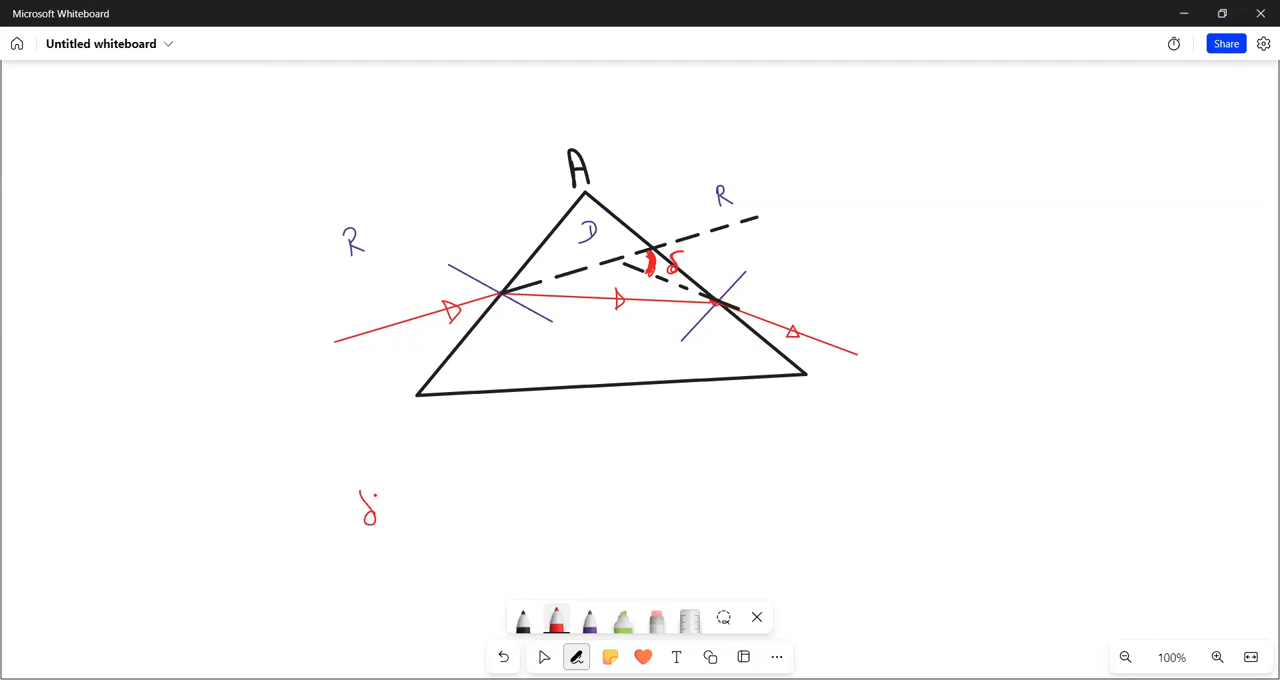 Microsoft Whiteboard
Untitled whiteboard
Share
A
R
D
R
δ
δ
100%